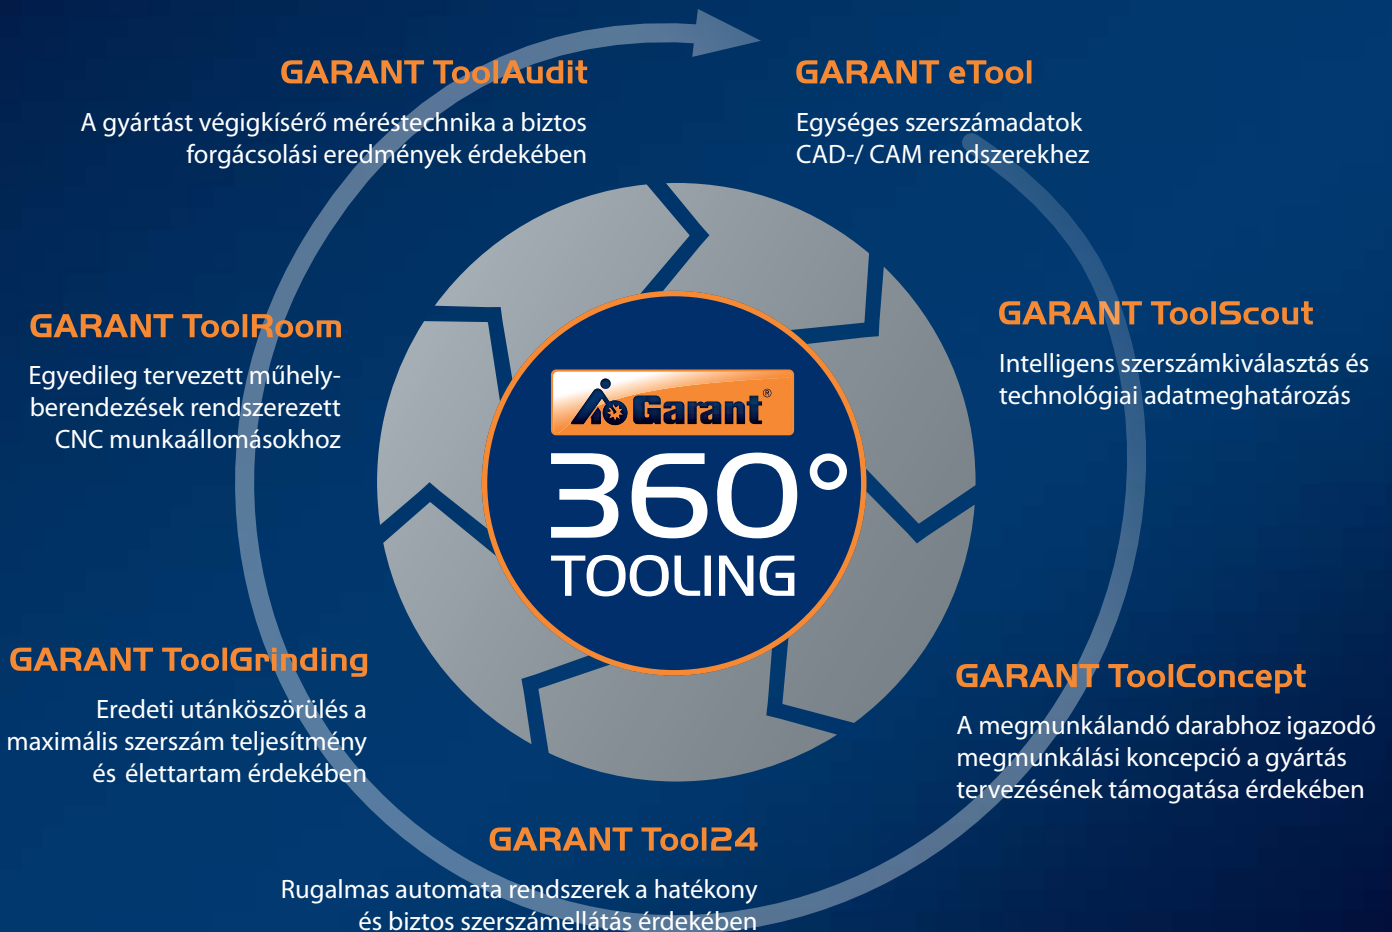 GARANT ToolAudit
A gyártást végigkísérő méréstechnika a biztos
forgácsolási eredmények érdekében
GARANT eTool
Egységes szerszámadatok
CAD-/ CAM rendszerekhez
GARANT ToolScout
Intelligens szerszámkiválasztás és
technológiai adatmeghatározás
GARANT ToolConcept
A megmunkálandó darabhoz igazodó
megmunkálási koncepció a gyártás
tervezésének támogatása érdekében
GARANT Tool24
Rugalmas automata rendszerek a hatékony
és biztos szerszámellátás érdekében
GARANT ToolGrinding
Eredeti utánköszörülés a
maximális szerszám teljesítmény
és élettartam érdekében
GARANT ToolRoom
Egyedileg tervezett műhely-
berendezések rendszerezett
CNC munkaállomásokhoz
Garant®
360°
TOOLING